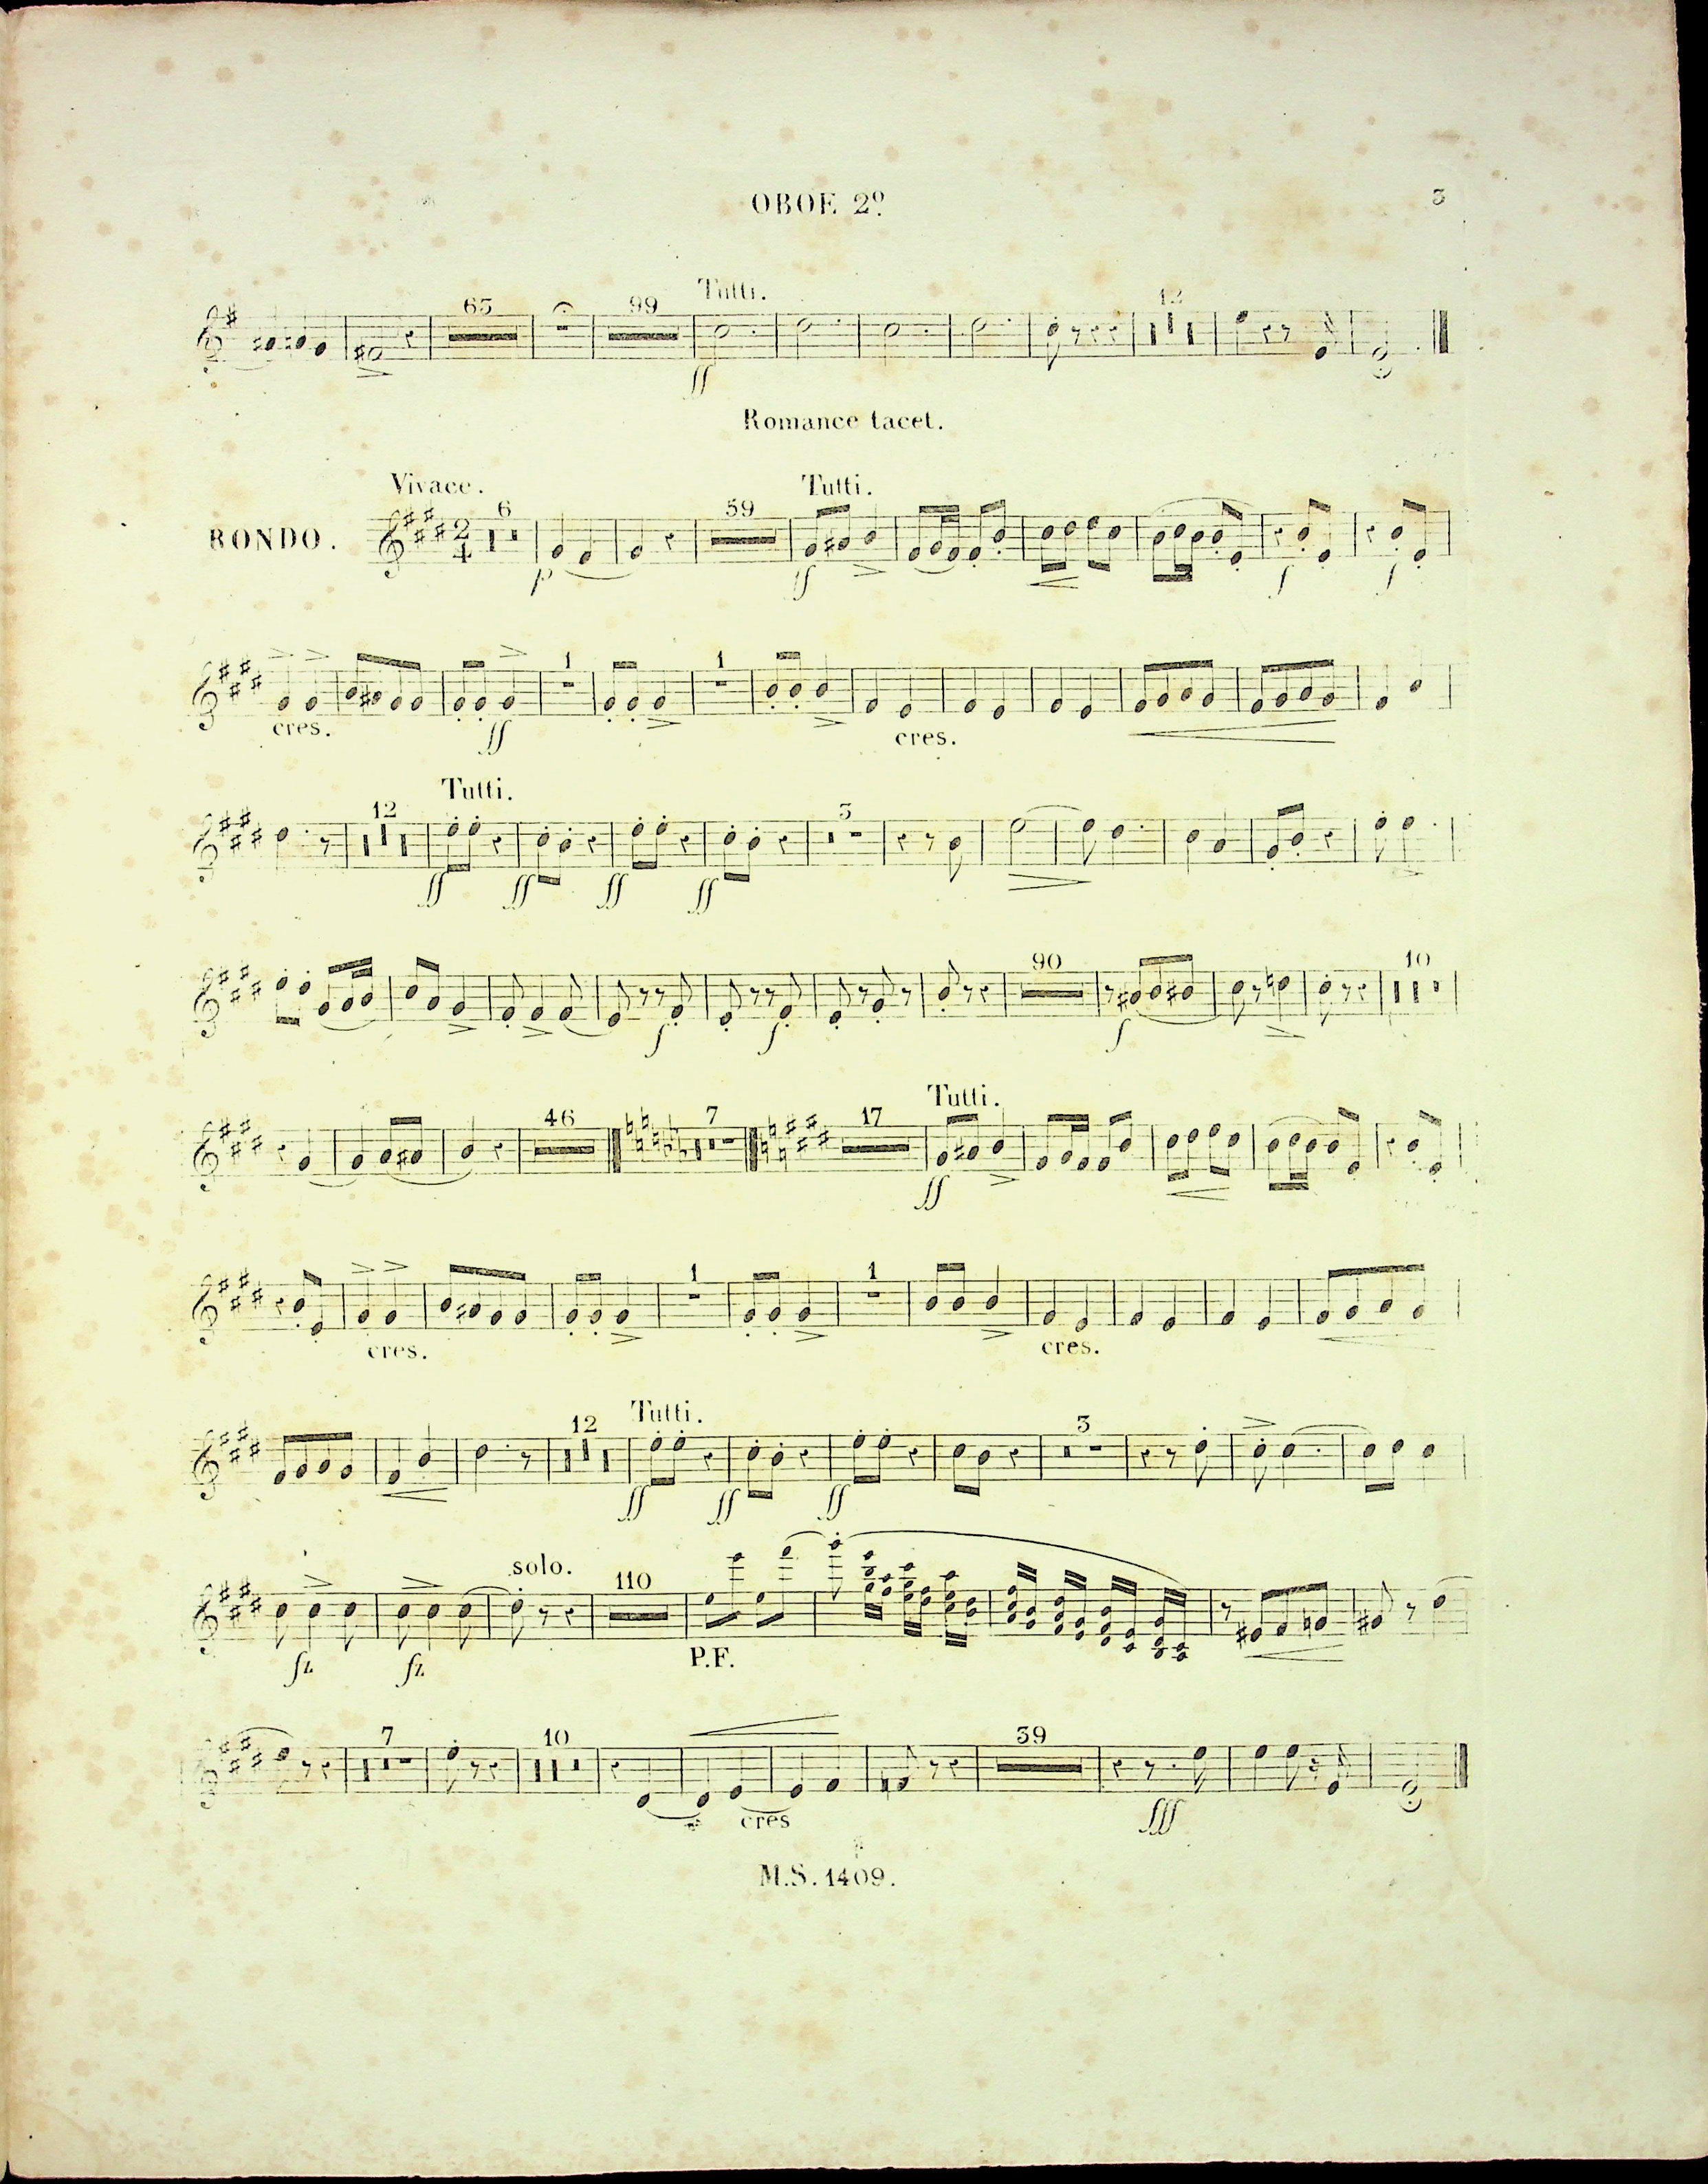 OBOE 2º. 3
65 99 Tutti. 12
ff
Romance tacet.
Vivace. Tutti.
RONDO. 2 4 6 59
p ff f f
1 1
cres. ff cres.
Tutti.
12 3
ff ff ff ff
90 10
f f f
Tutti.
46 7 17
ff
1 1
cres. cres.
Tutti.
12 3
ff ff ff
solo.
110
fz fz P.F.
7 10 39
cres fff
M.S. 1409.